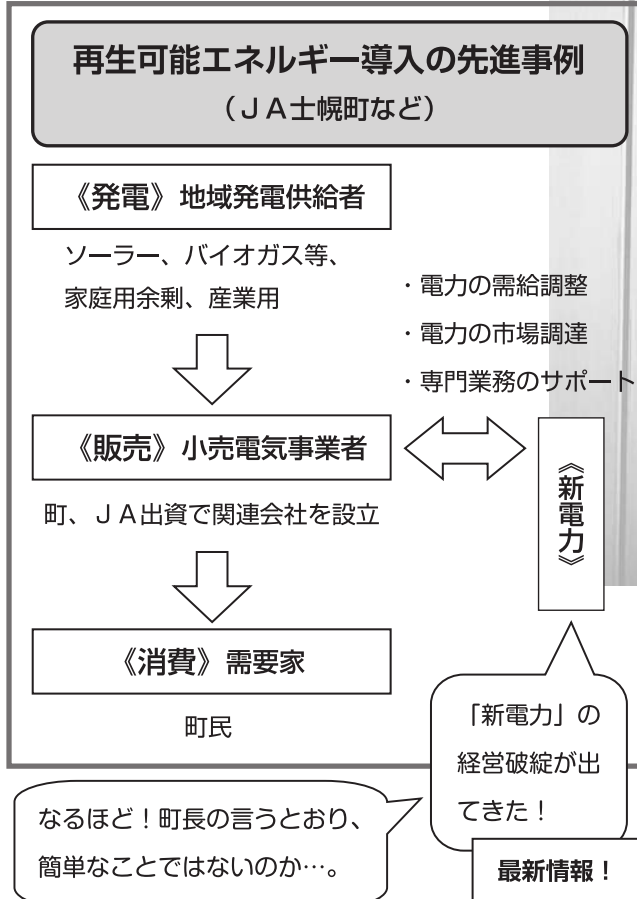 再生可能エネルギー導入の先進事例
（ＪＡ士幌町など）
《発電》地域発電供給者
ソーラー、バイオガス等、
家庭用余剰、産業用
・電力の需給調整
・電力の市場調達
・専門業務のサポート
《販売》小売電気事業者
町、ＪＡ出資で関連会社を設立
《新電力》
《消費》需要家
町民
「新電力」の
経営破綻が出
てきた！
なるほど！町長の言うとおり、
簡単なことではないのか…。
最新情報！